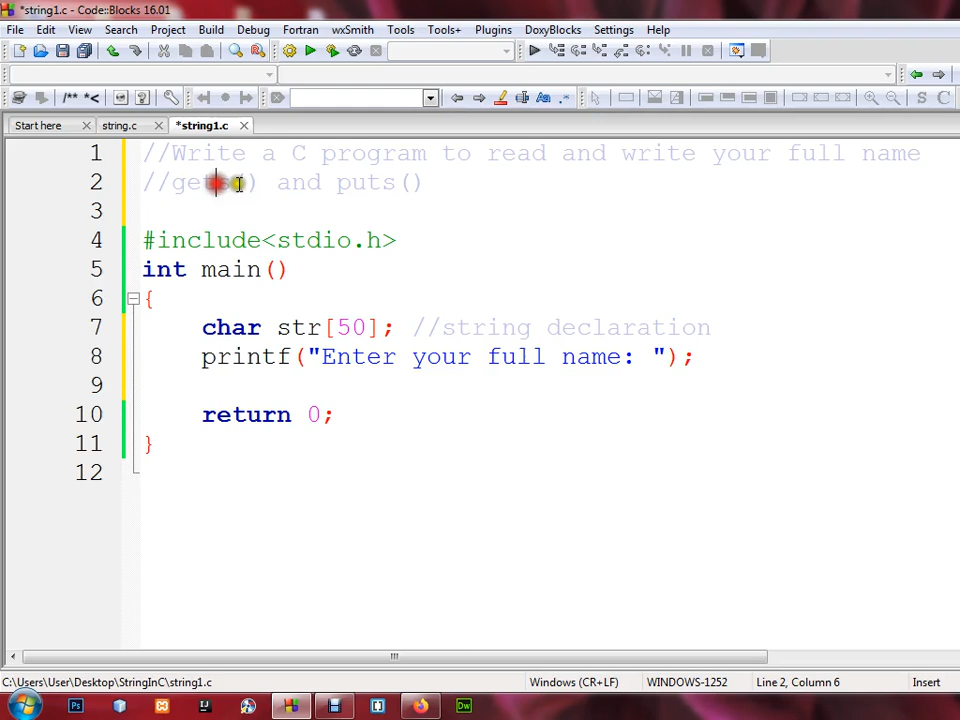 *string1.c - Code::Blocks 16.01
File Edit View Search Project Build Debug Fortran wxSmith Tools Tools+ Plugins DoxyBlocks Settings Help
/** *<
S C
Start here string.c *string1.c
1 //Write a C program to read and write your full name
2 //gets() and puts()
3
4 #include<stdio.h>
5 int main()
6 {
7 char str[50]; //string declaration
8 printf("Enter your full name: ");
9
10 return 0;
11 }
12
C:\Users\User\Desktop\StringInC\string1.c Windows (CR+LF) WINDOWS-1252 Line 2, Column 6 Insert
Ps Dw